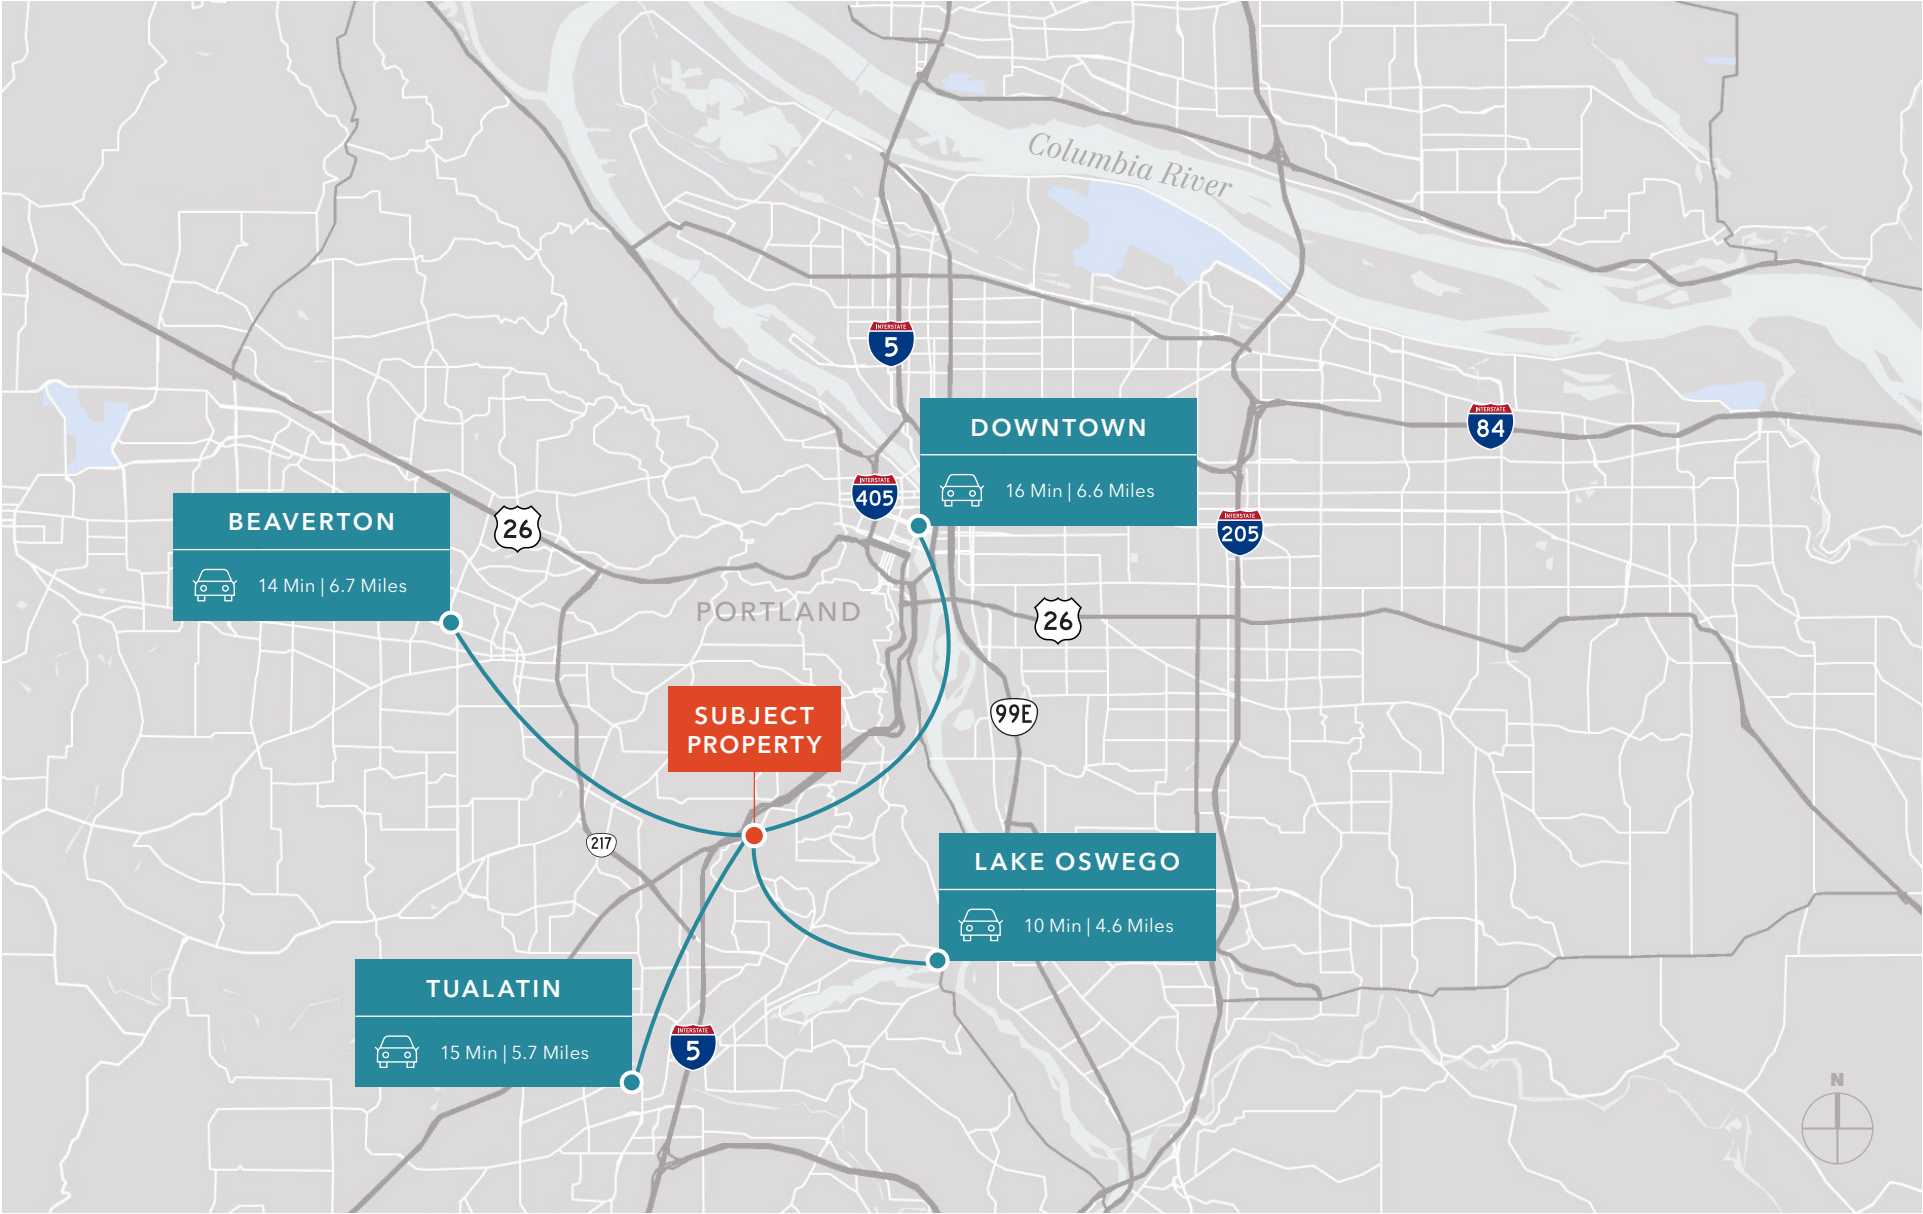 Columbia River
INTERSTATE
5
DOWNTOWN
16 Min | 6.6 Miles
INTERSTATE
84
INTERSTATE
405
BEAVERTON
14 Min | 6.7 Miles
26
INTERSTATE
205
PORTLAND
26
SUBJECT
PROPERTY
99E
217
LAKE OSWEGO
10 Min | 4.6 Miles
TUALATIN
15 Min | 5.7 Miles
INTERSTATE
5
N